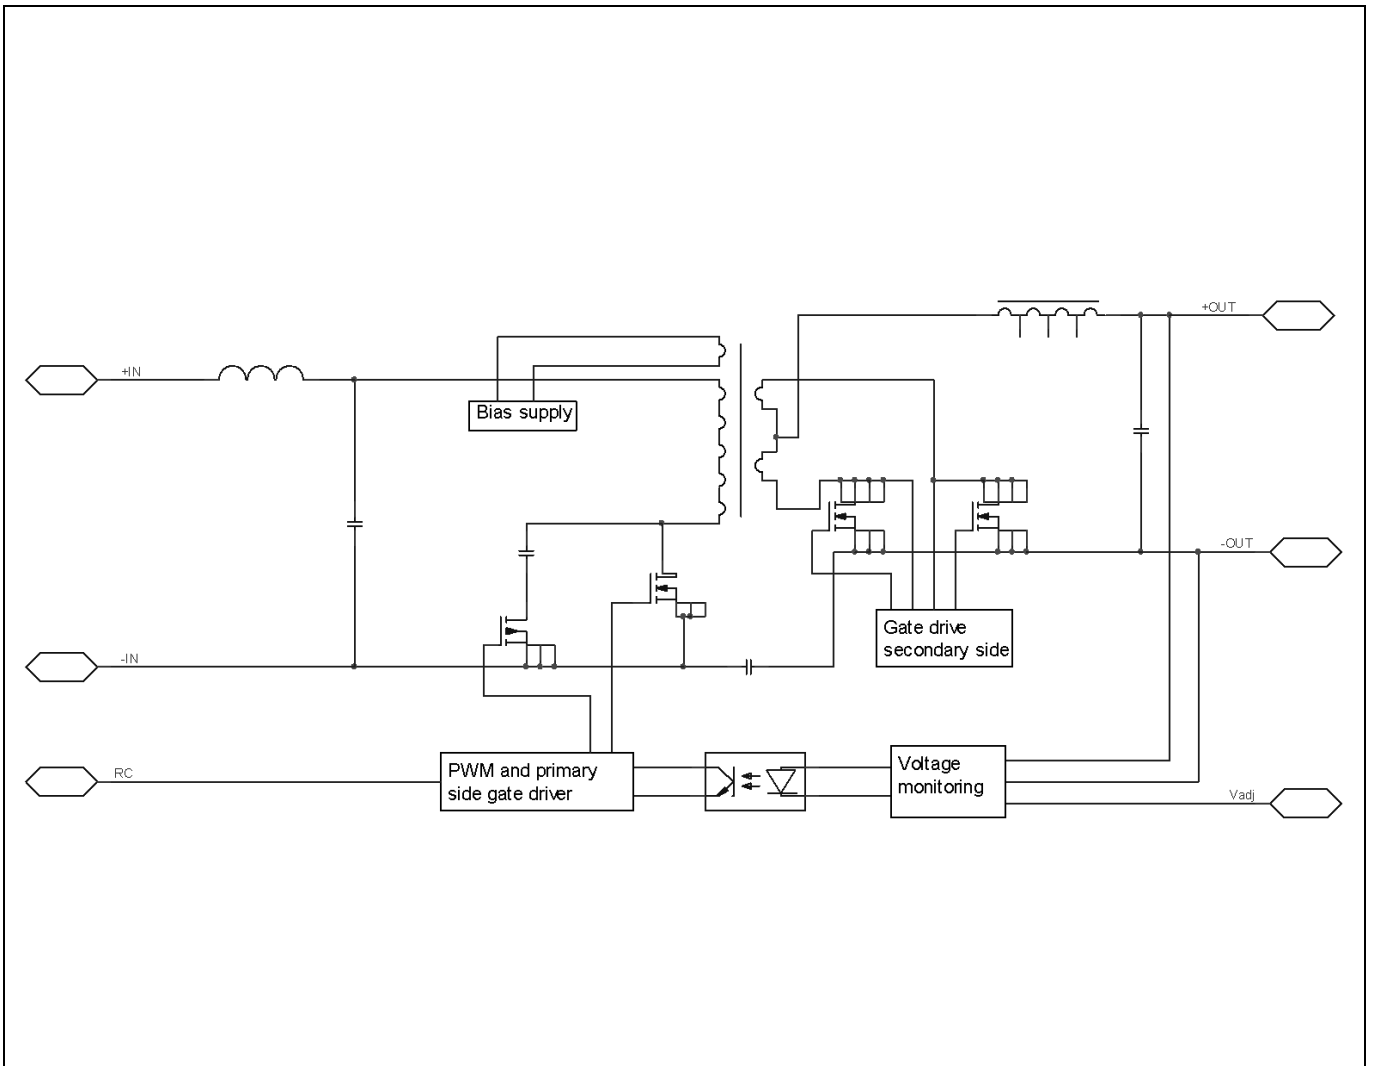 +OUT
+IN
Bias supply
-OUT
Gate drive
secondary side
-IN
RC
PWM and primary
side gate driver
Voltage
monitoring
Vadj